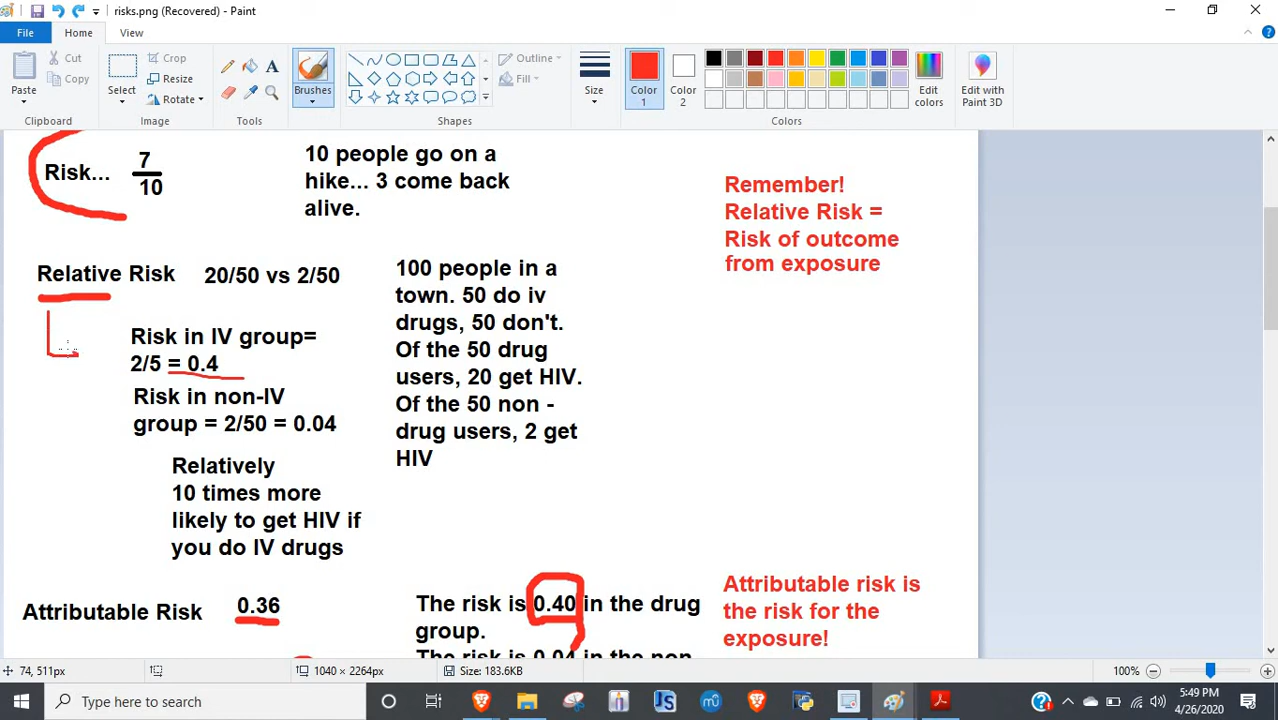 risks.png (Recovered) - Paint
File Home View
Paste
Cut
Copy
Clipboard
Select
Crop
Resize
Rotate
Image
A
Tools
Brushes
Outline
Fill
Shapes
Size
Color 1
Color 2
Edit colors
Colors
Edit with Paint 3D
Risk...
7
10
10 people go on a
hike... 3 come back
alive.
Remember!
Relative Risk =
Risk of outcome
from exposure
Relative Risk 20/50 vs 2/50
100 people in a
town. 50 do iv
drugs, 50 don't.
Of the 50 drug
users, 20 get HIV.
Of the 50 non -
drug users, 2 get
HIV
Risk in IV group=
2/5 = 0.4
Risk in non-IV
group = 2/50 = 0.04
Relatively
10 times more
likely to get HIV if
you do IV drugs
Attributable Risk 0.36
The risk is 0.40 in the drug
group.
The risk is 0.04 in the non
Attributable risk is
the risk for the
exposure!
74, 511px 1040 × 2264px Size: 183.6KB 100%
Type here to search
5:49 PM
4/26/2020